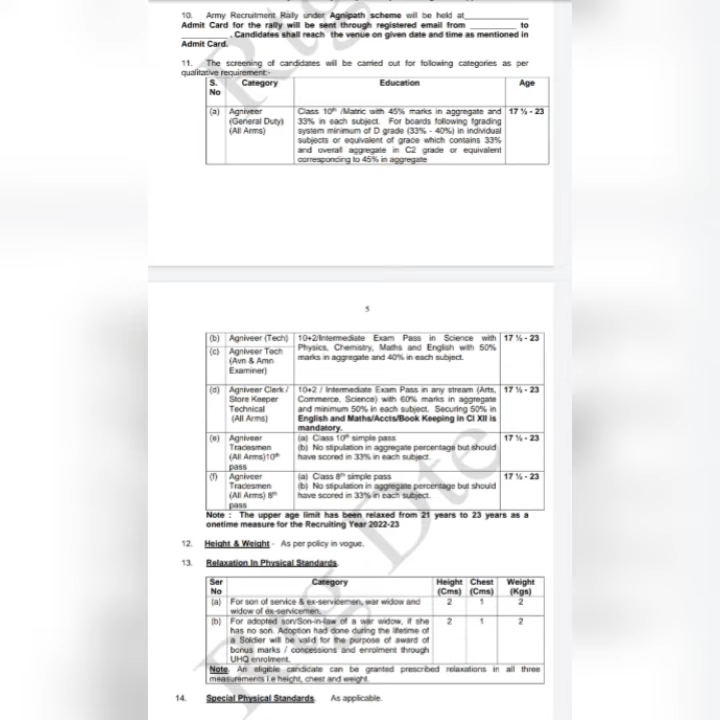 10. Army Recruitment Rally under Agnipath scheme will be held at____________
Admit Card for the rally will be sent through registered email from _________ to
_________. Candidates shall reach the venue on given date and time as mentioned in
Admit Card.
11. The screening of candidates will be carried out for following categories as per
qualitative requirement:-
S. No Category Education Age
(a) Agniveer Class 10th /Matric with 45% marks in aggregate and 17 ½ - 23
(General Duty) 33% in each subject. For boards following fgrading
(All Arms) system minimum of D grade (33% - 40%) in individual
subjects or equivalent of grade which contains 33%
and overall aggregate in C2 grade or equivalent
corresponding to 45% in aggregate
5
(b) Agniveer (Tech) 10+2/Intermediate Exam Pass in Science with 17 ½ - 23
(c) Agniveer Tech Physics, Chemistry, Maths and English with 50%
(Avn & Amn marks in aggregate and 40% in each subject.
Examiner)
(d) Agniveer Clerk / 10+2 / Intermediate Exam Pass in any stream (Arts, 17 ½ - 23
Store Keeper Commerce, Science) with 60% marks in aggregate
Technical and minimum 50% in each subject. Securing 50% in
(All Arms) English and Maths/Accts/Book Keeping in Cl XII is
mandatory.
(e) Agniveer (a) Class 10th simple pass 17 ½ - 23
Tradesmen (b) No stipulation in aggregate percentage but should
(All Arms)10th have scored in 33% in each subject.
pass
(f) Agniveer (a) Class 8th simple pass 17 ½ - 23
Tradesmen (b) No stipulation in aggregate percentage but should
(All Arms) 8th have scored in 33% in each subject.
pass
Note : The upper age limit has been relaxed from 21 years to 23 years as a
onetime measure for the Recruiting Year 2022-23
12. Height & Weight - As per policy in vogue.
13. Relaxation In Physical Standards.
Ser Category Height Chest Weight
No (Cms) (Cms) (Kgs)
(a) For son of service & ex-servicemen, war widow and 2 1 2
widow of ex-servicemen.
(b) For adopted son/Son-in-law of a war widow, if she 2 1 2
has no son. Adoption had done during the lifetime of
a Soldier will be valid for the purpose of award of
bonus marks / concessions and enrolment through
UHQ enrolment.
Note. An eligible candidate can be granted prescribed relaxations in all three
measurements i.e height, chest and weight.
14. Special Physical Standards. As applicable.
Rtg Dte